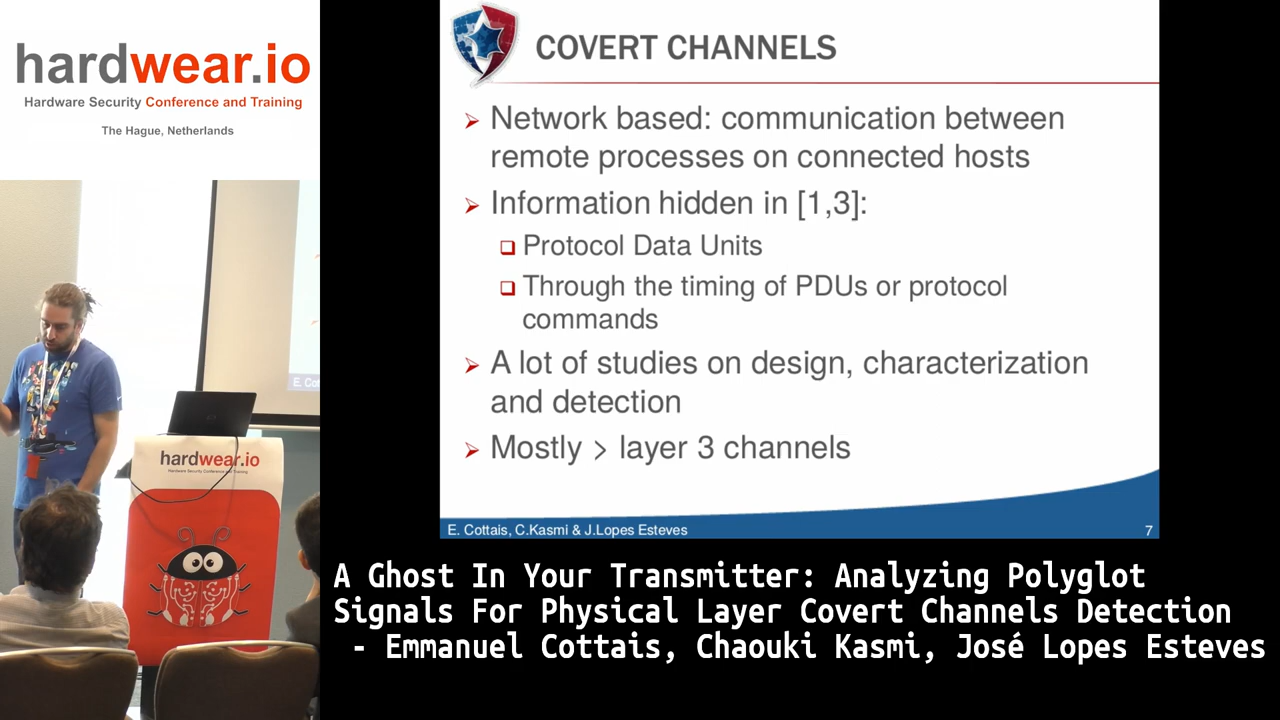 hardwear.io
Hardware Security Conference and Training
The Hague, Netherlands
COVERT CHANNELS
Network based: communication between
remote processes on connected hosts
Information hidden in [1,3]:
Protocol Data Units
Through the timing of PDUs or protocol
commands
A lot of studies on design, characterization
and detection
Mostly > layer 3 channels
E. Cottais, C.Kasmi & J.Lopes Esteves
7
E. Cot
hardwear.io
Hardware Security Conference and Training
A Ghost In Your Transmitter: Analyzing Polyglot
Signals For Physical Layer Covert Channels Detection
- Emmanuel Cottais, Chaouki Kasmi, José Lopes Esteves